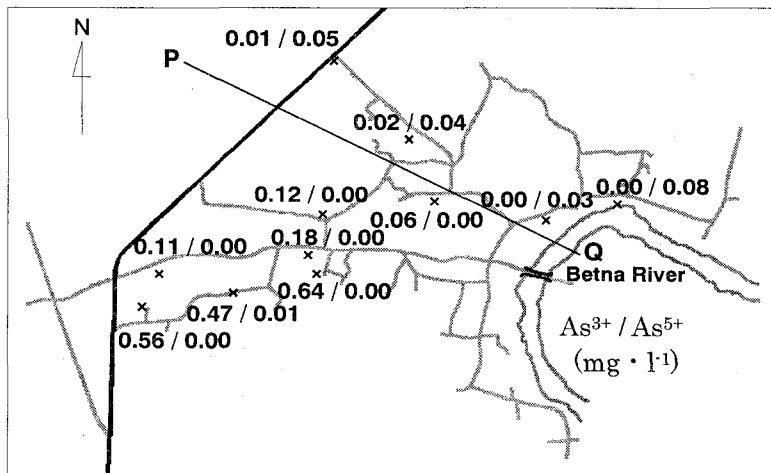 N
P
0.01 / 0.05
0.02 / 0.04
0.12 / 0.00
0.06 / 0.00
0.00 / 0.03
0.00 / 0.08
0.11 / 0.00
0.18 / 0.00
Q
Betna River
0.64 / 0.00
0.47 / 0.01
0.56 / 0.00
As³⁺ / As⁵⁺
(mg・l⁻¹)